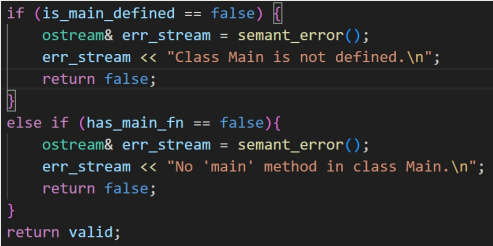 if (is_main_defined == false) {
    ostream& err_stream = semant_error();
    err_stream << "Class Main is not defined.\n";
    return false;
}
else if (has_main_fn == false){
    ostream& err_stream = semant_error();
    err_stream << "No 'main' method in class Main.\n";
    return false;
}
return valid;